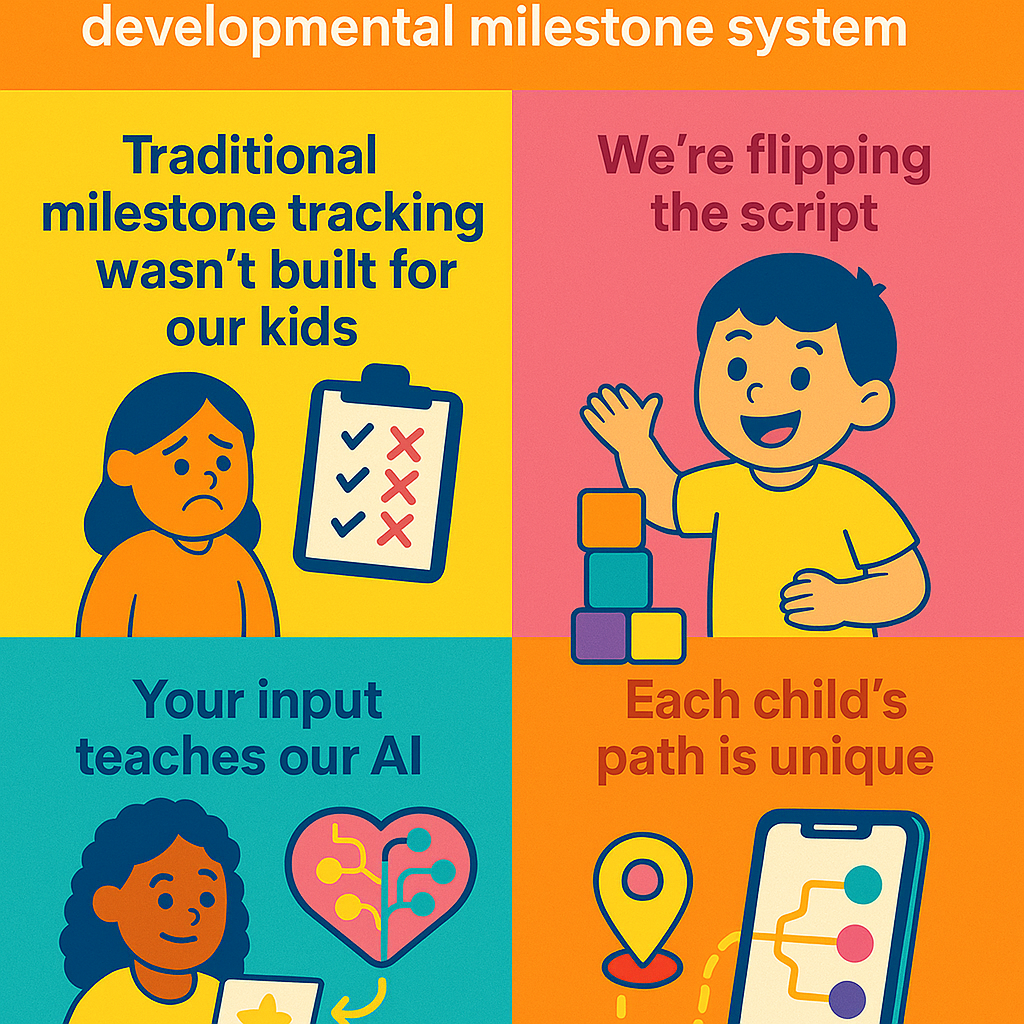 developmental milestone system
Traditional
milestone tracking
wasn't built for
our kids
We're flipping
the script
Your input
teaches our AI
Each child's
path is unique